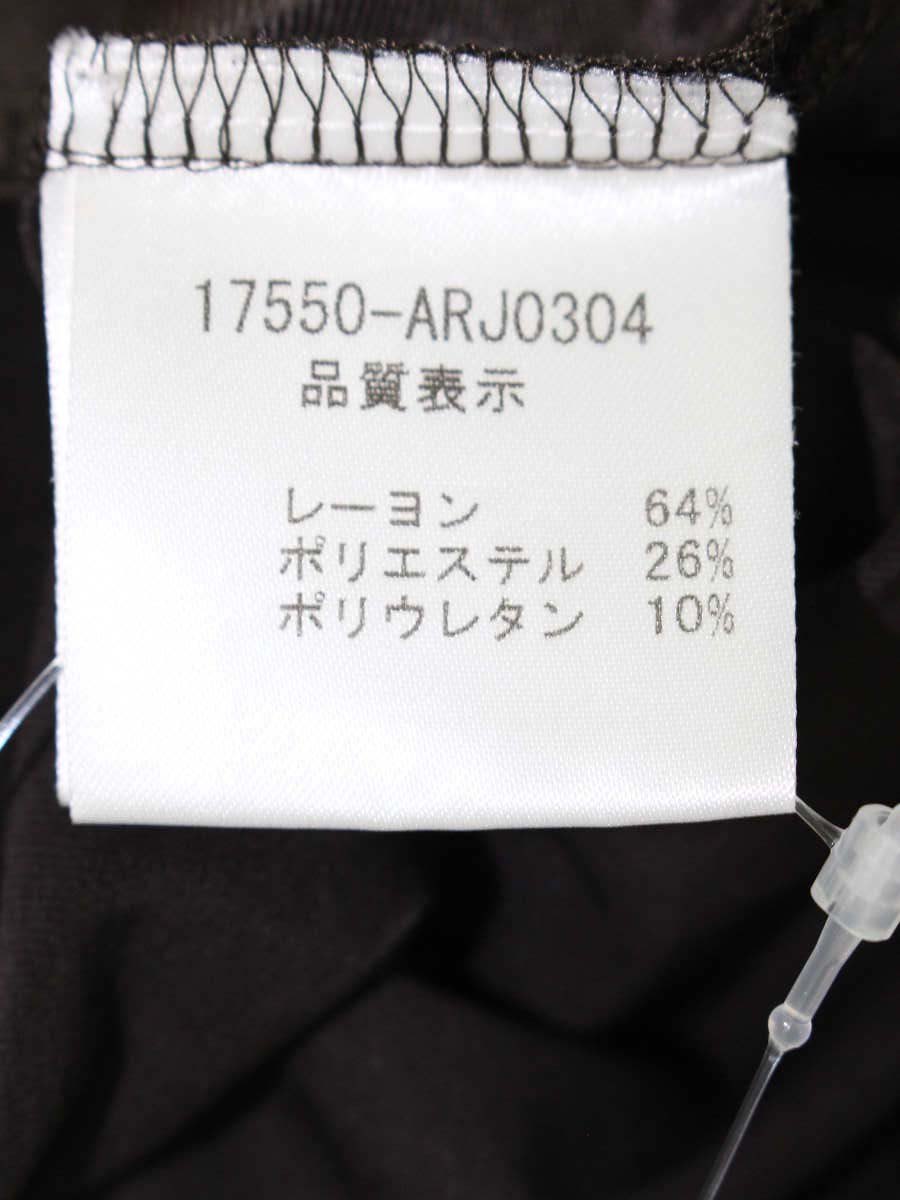 17550-ARJ0304
品質表示
レーヨン 64%
ポリエステル 26%
ポリウレタン 10%